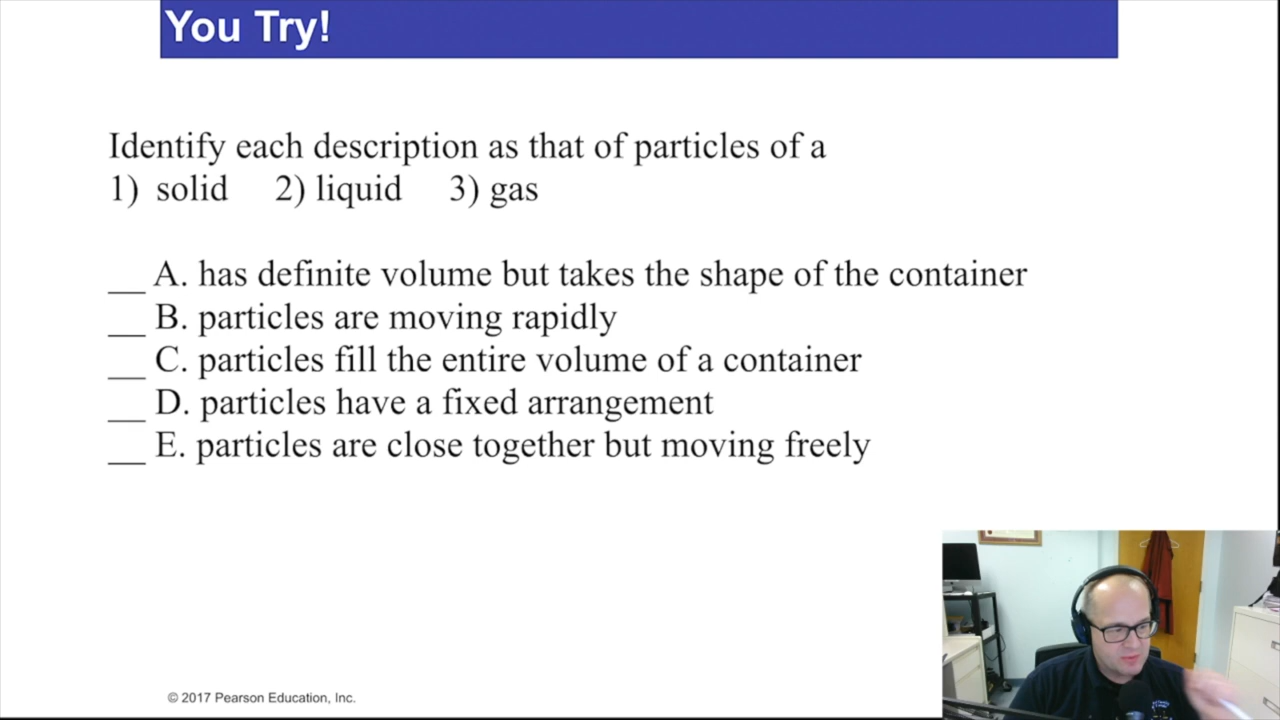 You Try!
Identify each description as that of particles of a
1) solid 2) liquid 3) gas
__ A. has definite volume but takes the shape of the container
__ B. particles are moving rapidly
__ C. particles fill the entire volume of a container
__ D. particles have a fixed arrangement
__ E. particles are close together but moving freely
© 2017 Pearson Education, Inc.